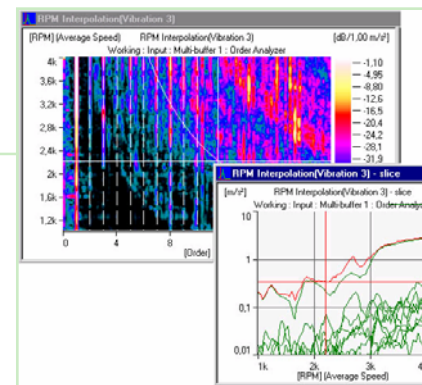 RPM Interpolation(Vibration 3)
[RPM] (Average Speed) RPM Interpolation(Vibration 3) [dB/1,00 m/s²]
Working : Input : Multi-buffer 1 : Order Analyzer
4k
3,6k
3,2k
2,8k
2,4k
2k
1,6k
1,2k
0 4 8
[Order]
-1,10
-4,95
-8,80
-12,6
-16,5
-20,4
-24,2
-28,1
-31,9
RPM Interpolation(Vibration 3) - slice
[m/s²] RPM Interpolation(Vibration 3) - slice
Working : Input : Multi-buffer 1 : Order Analyz
10
1
0,1
0,01
1k 2k 3k
[RPM] (Average Speed)